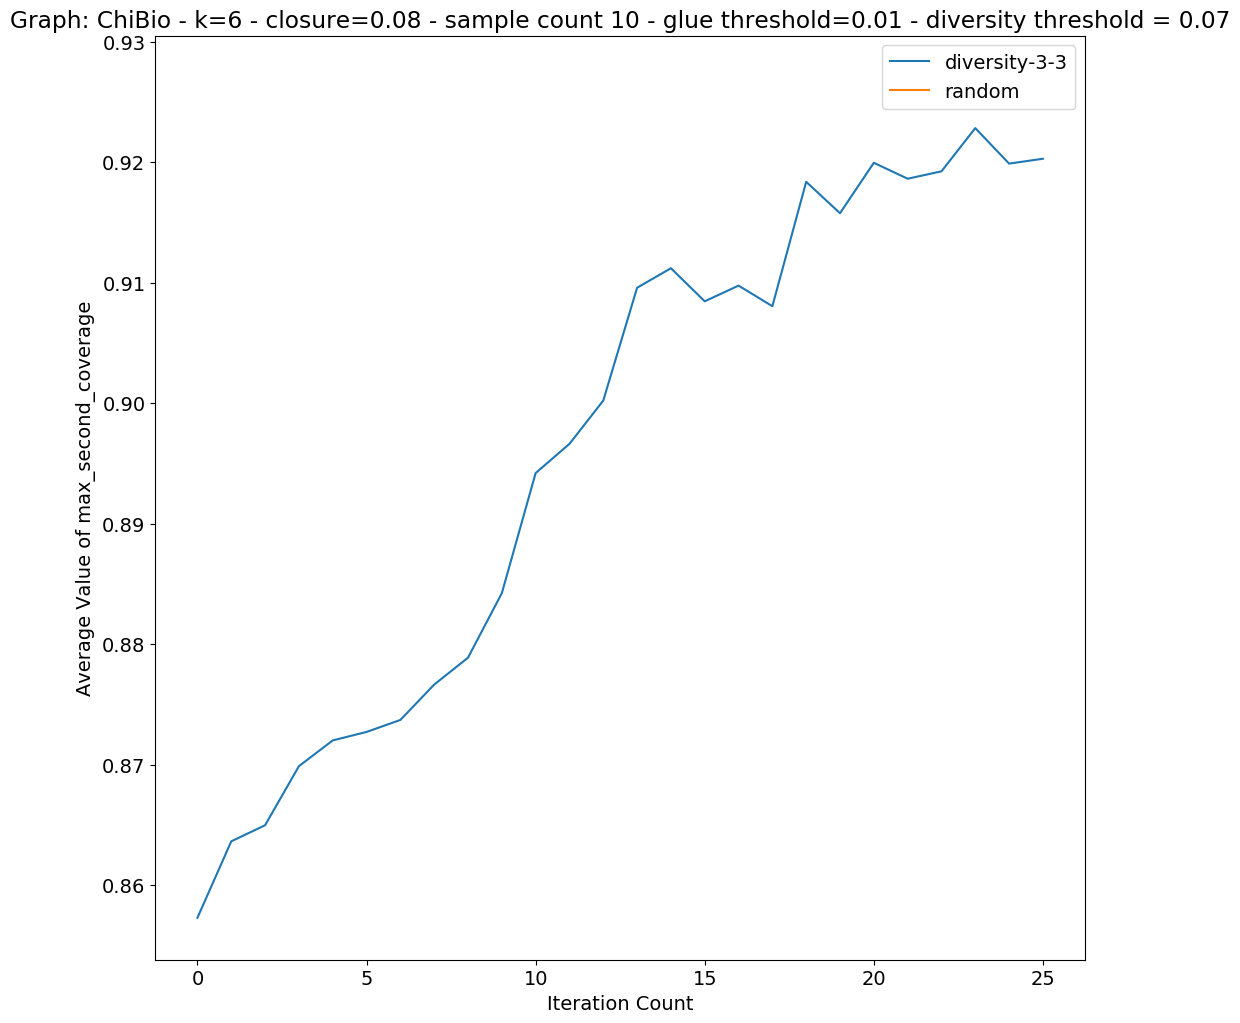 Graph: ChiBio - k=6 - closure=0.08 - sample count 10 - glue threshold=0.01 - diversity threshold = 0.07
diversity-3-3
random
0.93
0.92
0.91
0.90
0.89
0.88
0.87
0.86
Average Value of max_second_coverage
0 5 10 15 20 25
Iteration Count